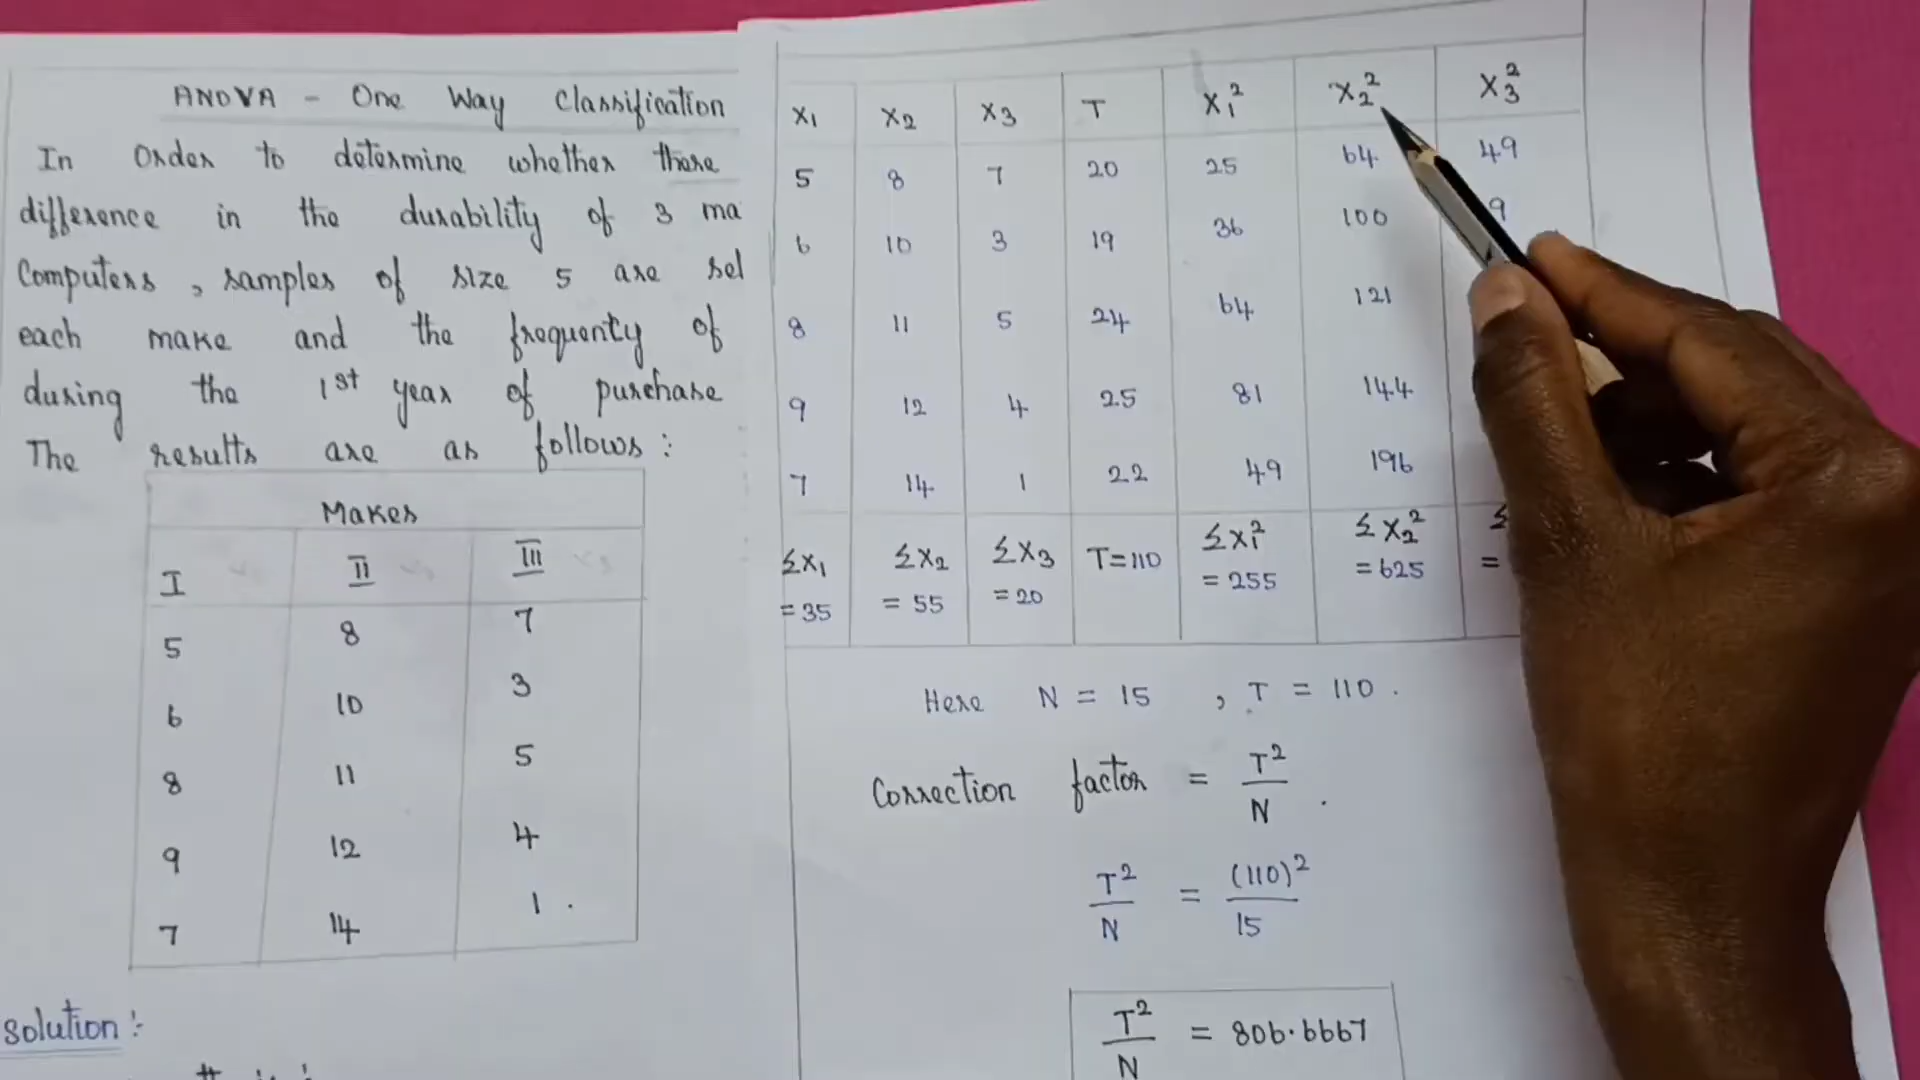 ANOVA - One Way Classification
In Order to determine whether there
difference in the durability of 3 ma
Computers, samples of size 5 are sel
each make and the frequenty of
during the 1st year of purchase
The results are as follows:
Makes
I II III
5 8 7
6 10 3
8 11 5
9 12 4
7 14 1.
Solution:
X1 X2 X3 T X1² X2² X3²
5 8 7 20 25 64 49
6 10 3 19 36 100 9
8 11 5 24 64 121
9 12 4 25 81 144
7 14 1 22 49 196
ΣX1 ΣX2 ΣX3 T=110 ΣX1² ΣX2² Σ
=35 =55 =20 =255 =625 =
Here N = 15, T = 110.
Correction factor = T²/N.
T²/N = (110)²/15
T²/N = 806.6667